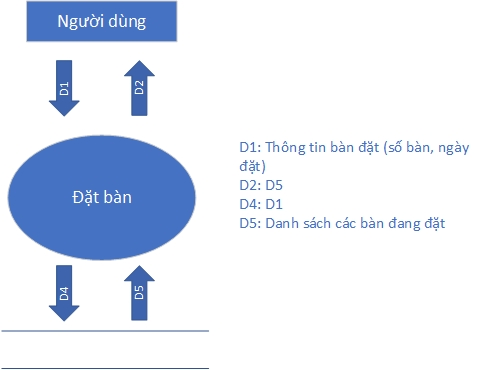 Người dùng
D1
D2
Đặt bàn
D1: Thông tin bàn đặt (số bàn, ngày
đặt)
D2: D5
D4: D1
D5: Danh sách các bàn đang đặt
D4
D5